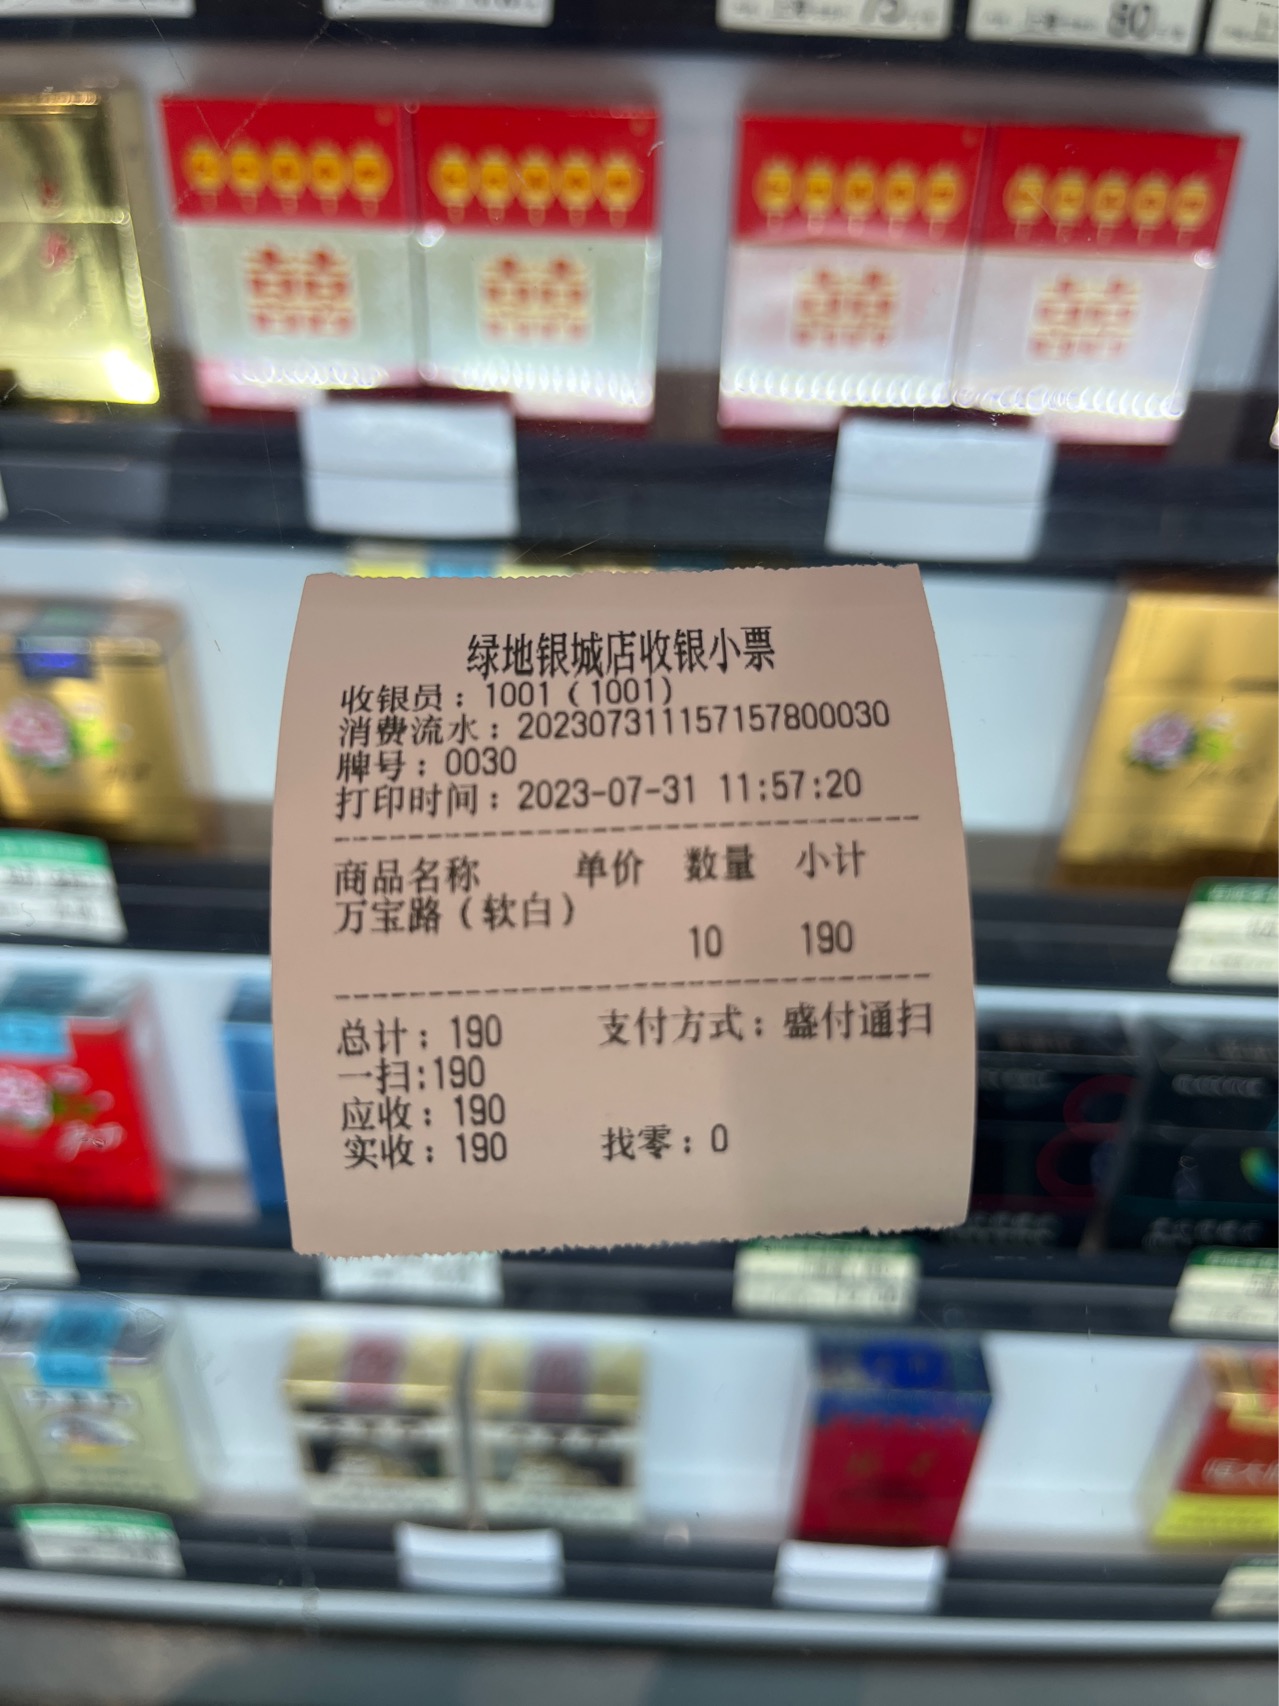 75
80
绿地银城店收银小票
收银员：1001（1001）
消费流水：2023073111157157800030
牌号：0030
打印时间：2023-07-31 11:57:20
商品名称 单价 数量 小计
万宝路（软白）
10 190
总计：190 支付方式：盛付通扫
一扫:190
应收：190
实收：190 找零：0